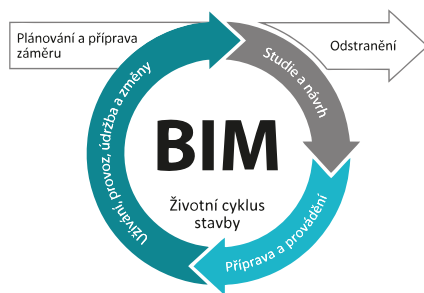 Plánování a příprava
záměru
Odstranění
Studie a návrh
BIM
Životní cyklus
stavby
Příprava a provádění
Užívání, provoz, údržba a změny